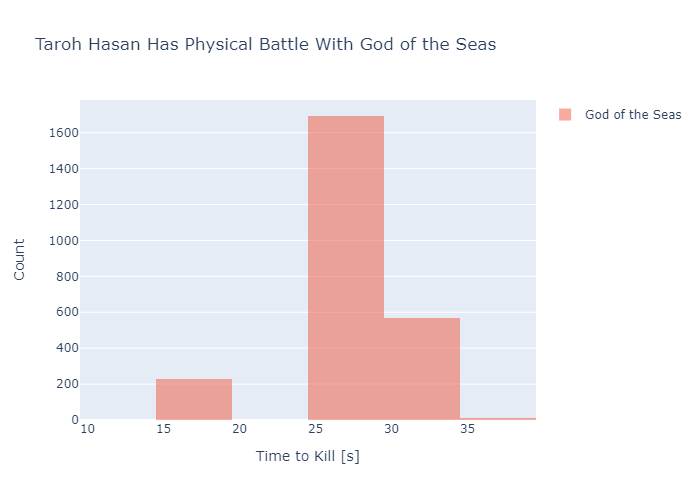 Taroh Hasan Has Physical Battle With God of the Seas
God of the Seas
Count
1600
1400
1200
1000
800
600
400
200
0
10 15 20 25 30 35
Time to Kill [s]